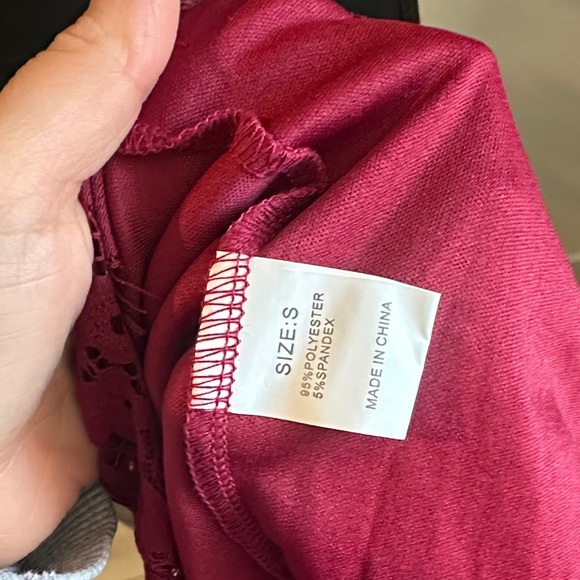 SIZE:S
95%POLYESTER
5%SPANDEX
MADE IN CHINA